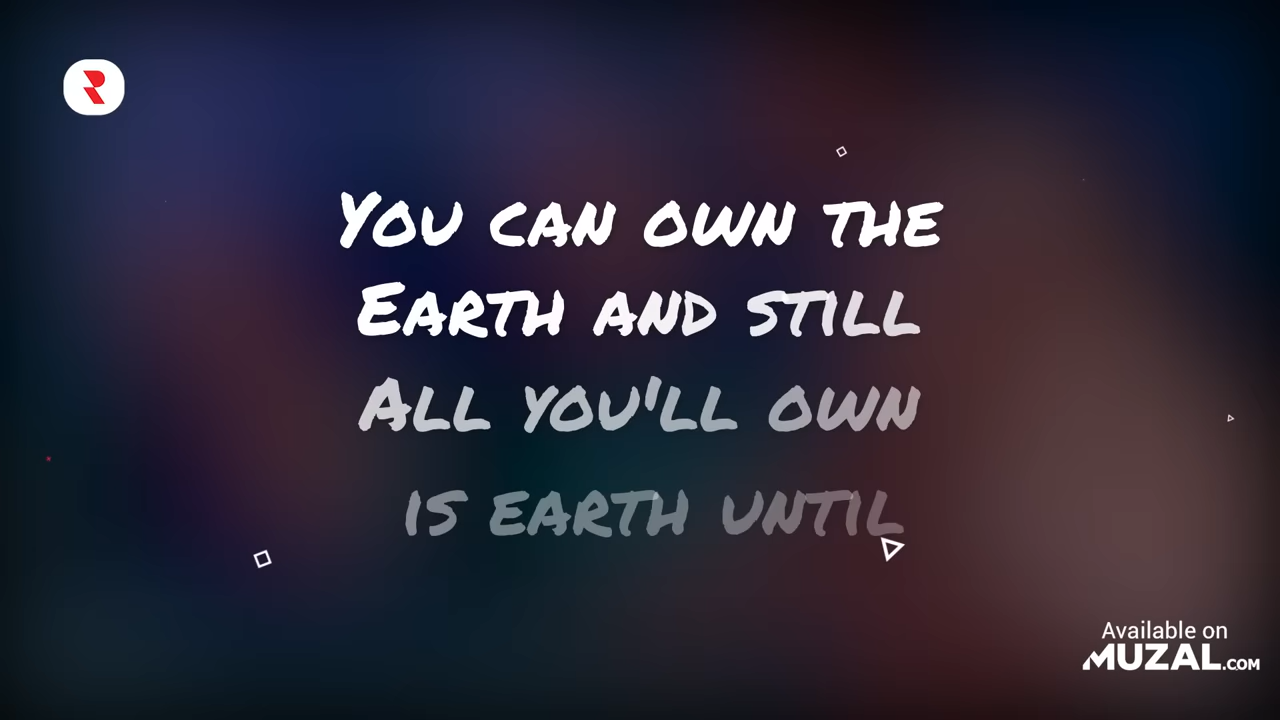 You can own the
Earth and still
All you'll own
is earth until
Available on
MUZAL.COM